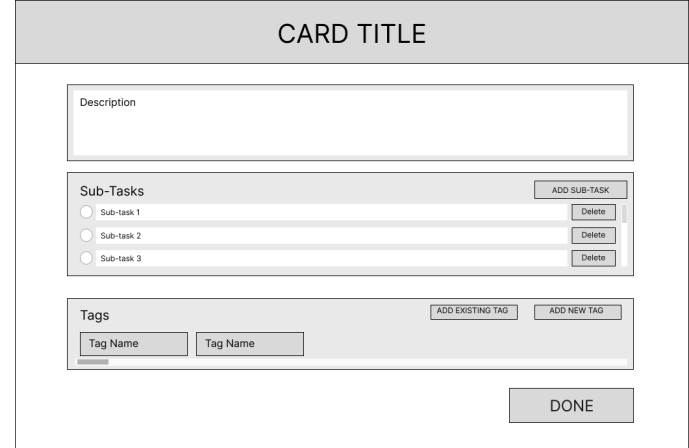 CARD TITLE
Description
Sub-Tasks
ADD SUB-TASK
Sub-task 1
Delete
Sub-task 2
Delete
Sub-task 3
Delete
Tags
ADD EXISTING TAG
ADD NEW TAG
Tag Name
Tag Name
DONE